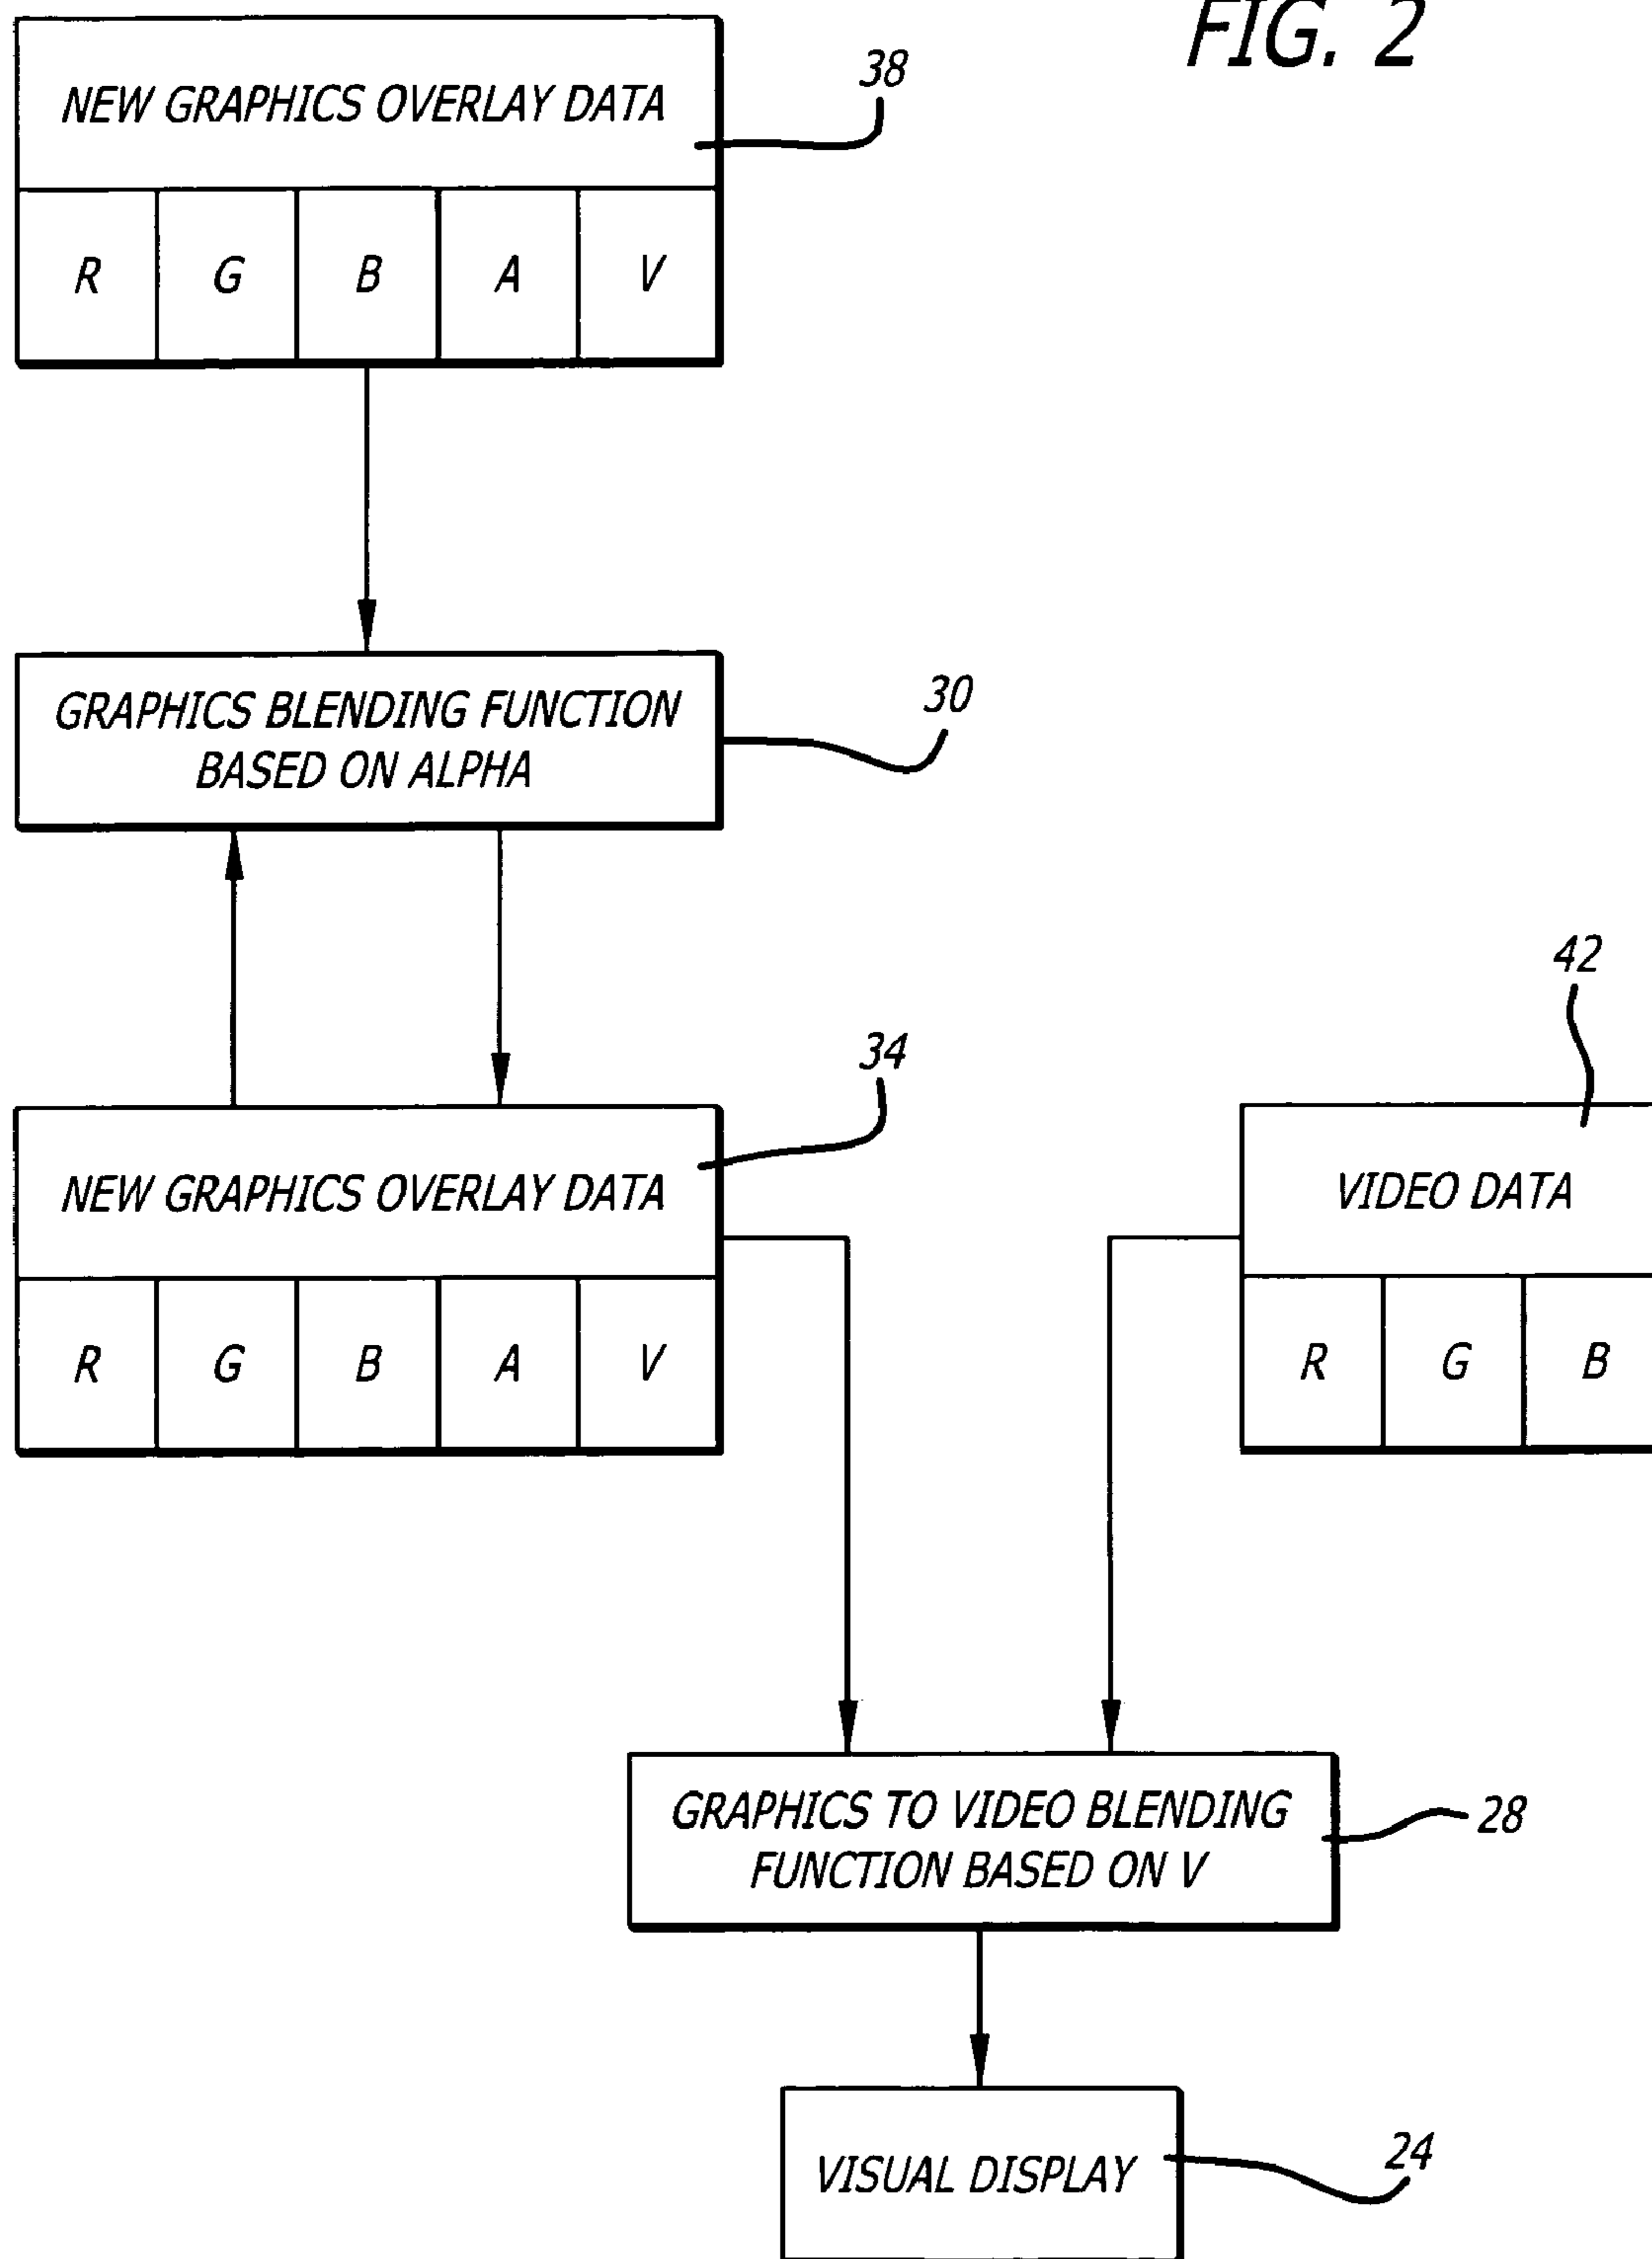 FIG. 2
38
NEW GRAPHICS OVERLAY DATA
R G B A V
30
GRAPHICS BLENDING FUNCTION
BASED ON ALPHA
42
34
NEW GRAPHICS OVERLAY DATA
VIDEO DATA
R G B A V
R G B
GRAPHICS TO VIDEO BLENDING
FUNCTION BASED ON V
28
VISUAL DISPLAY
24